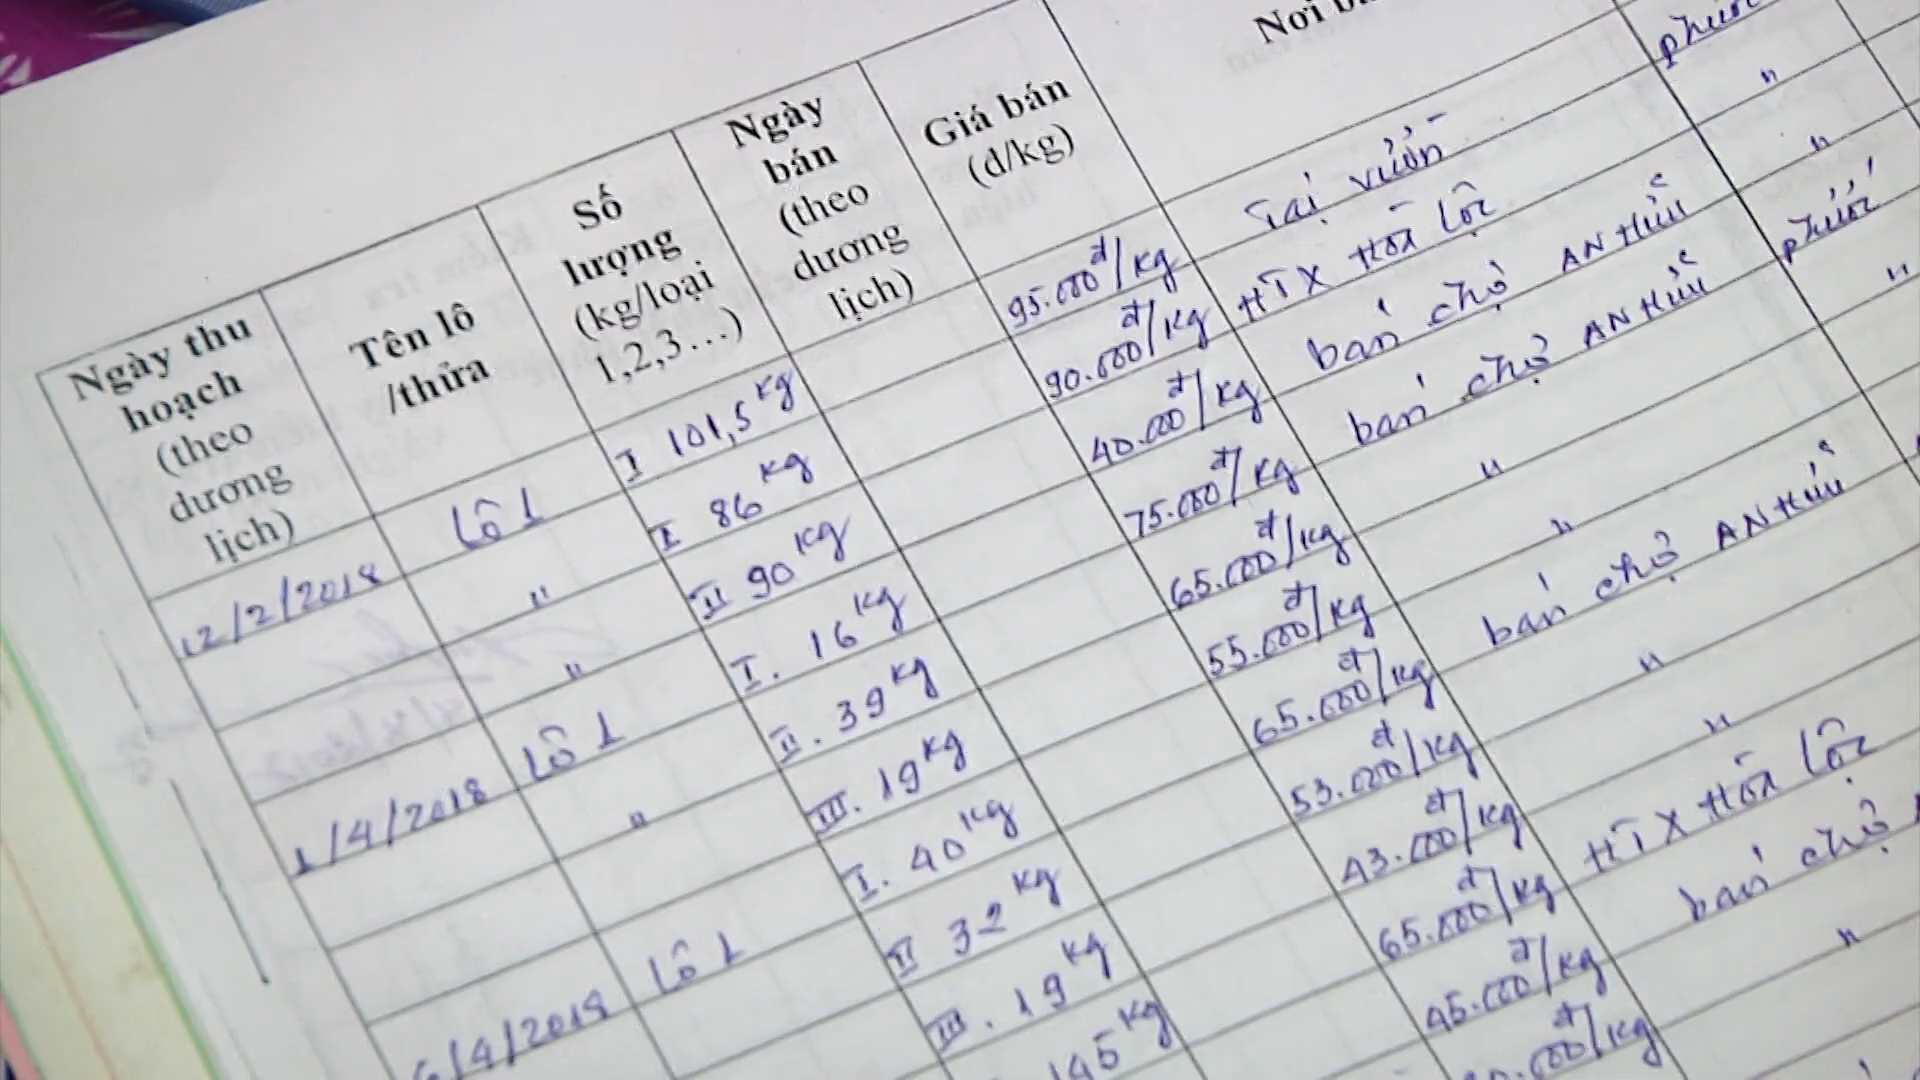 Ngày thu
hoạch
(theo
dương
lịch)
Tên lô
/thửa
Số
lượng
(kg/loại
1,2,3…)
Ngày
bán
(theo
dương
lịch)
Giá bán
(đ/kg)
Nơi
12/2/2018 Lô 1 I 101,5 kg 95.000đ/kg Tại vườn
" I 86 kg 90.000đ/kg HTX Hòa Lộc "
" II 90 kg 40.000đ/kg bán chợ AN Hữu "
1/4/2018 Lô 1 I. 16 kg 75.000đ/kg bán chợ AN Hữu phước
" II. 39 kg 65.000đ/kg " "
III. 19 kg 55.000đ/kg "
Lô 1 I. 40 kg 65.000đ/kg bán chợ AN Hữu
/4/2018 II 32 kg 53.000đ/kg "
III. 19 kg 43.000đ/kg "
145 kg 65.000đ/kg HTX Hòa Lộc
45.000đ/kg bán chợ
đ/kg "